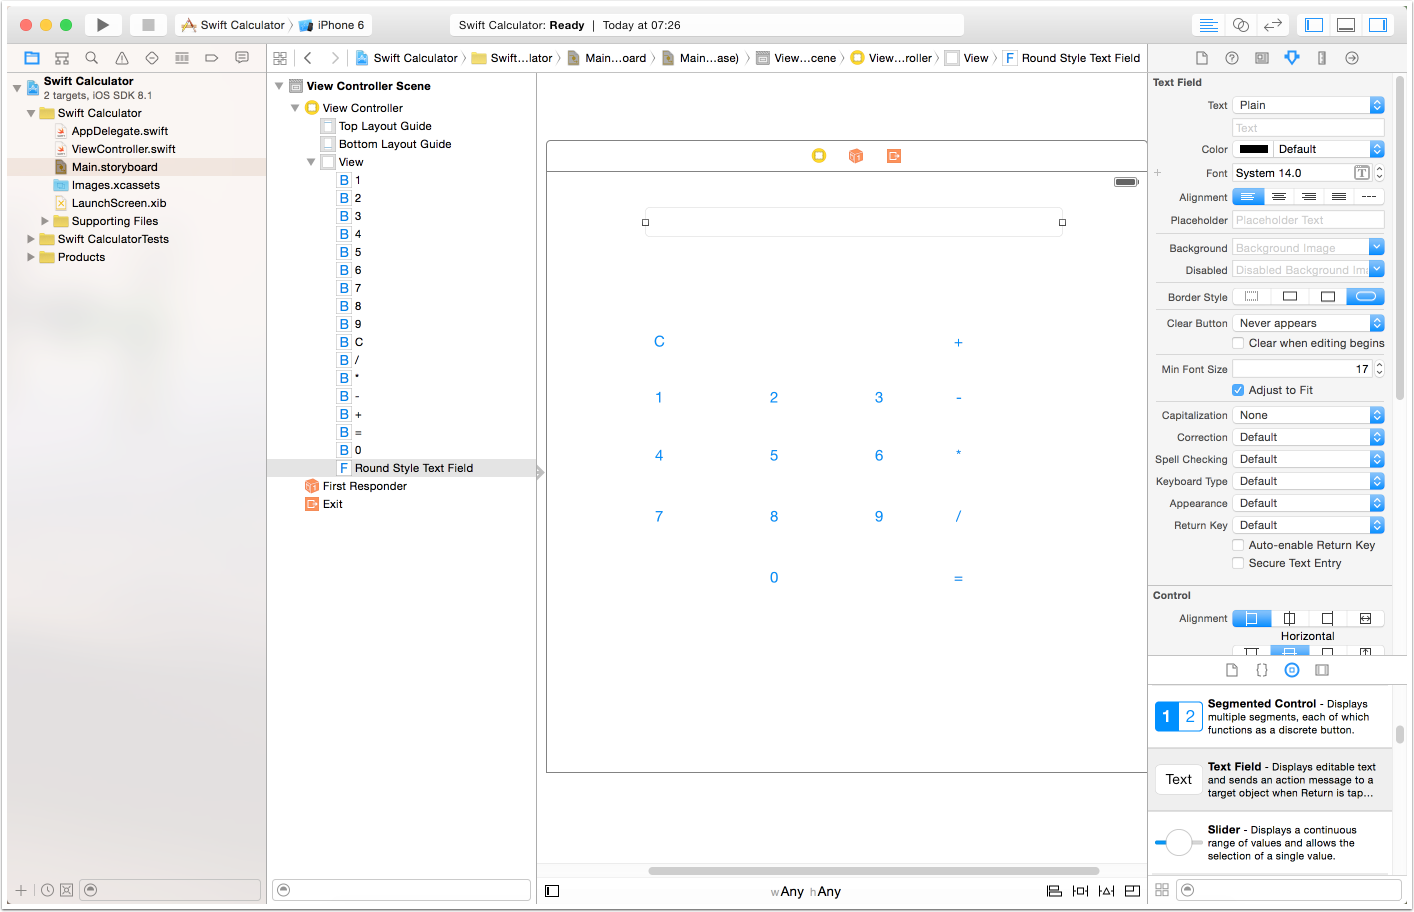 Swift Calculator
iPhone 6
Swift Calculator: Ready | Today at 07:26
Swift Calculator
Swift...lator
Main....oard
Main....ase)
View...cene
View...roller
View
F
Round Style Text Field
Swift Calculator
2 targets, iOS SDK 8.1
Swift Calculator
AppDelegate.swift
ViewController.swift
Main.storyboard
Images.xcassets
LaunchScreen.xib
Supporting Files
Swift CalculatorTests
Products
View Controller Scene
View Controller
Top Layout Guide
Bottom Layout Guide
View
B 1
B 2
B 3
B 4
B 5
B 6
B 7
B 8
B 9
B C
B /
B *
B -
B +
B =
B 0
F Round Style Text Field
First Responder
Exit
C +
1 2 3 -
4 5 6 *
7 8 9 /
0 =
wAny hAny
Text Field
Text Plain
Text
Color Default
Font System 14.0 T
Alignment
Placeholder Placeholder Text
Background Background Image
Disabled Disabled Background Im
Border Style
Clear Button Never appears
Clear when editing begins
Min Font Size 17
Adjust to Fit
Capitalization None
Correction Default
Spell Checking Default
Keyboard Type Default
Appearance Default
Return Key Default
Auto-enable Return Key
Secure Text Entry
Control
Alignment
Horizontal
1 2
Segmented Control - Displays
multiple segments, each of which
functions as a discrete button.
Text
Text Field - Displays editable text
and sends an action message to a
target object when Return is tap...
Slider - Displays a continuous
range of values and allows the
selection of a single value.